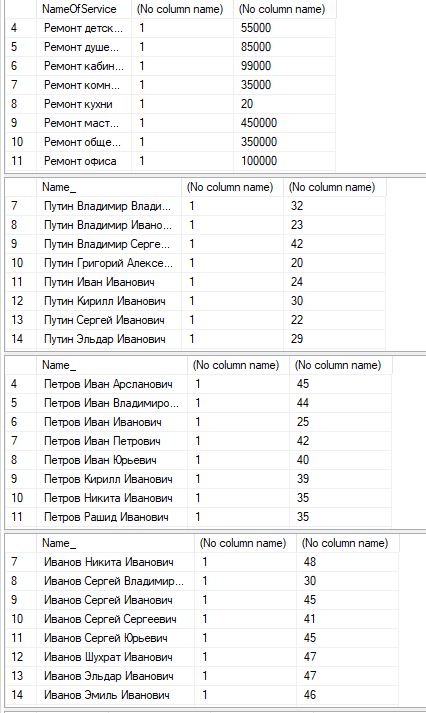 NameOfService (No column name) (No column name)
4 Ремонт детск... 1 55000
5 Ремонт душе... 1 85000
6 Ремонт кабин... 1 99000
7 Ремонт комн... 1 35000
8 Ремонт кухни 1 20
9 Ремонт маст... 1 450000
10 Ремонт обще... 1 350000
11 Ремонт офиса 1 100000
Name_ (No column name) (No column name)
7 Путин Владимир Влади... 1 32
8 Путин Владимир Ивано... 1 23
9 Путин Владимир Серге... 1 42
10 Путин Григорий Алексе... 1 20
11 Путин Иван Иванович 1 24
12 Путин Кирилл Иванович 1 30
13 Путин Сергей Иванович 1 22
14 Путин Эльдар Иванович 1 29
Name_ (No column name) (No column name)
4 Петров Иван Арсланович 1 45
5 Петров Иван Владимиро... 1 44
6 Петров Иван Иванович 1 25
7 Петров Иван Петрович 1 42
8 Петров Иван Юрьевич 1 40
9 Петров Кирилл Иванович 1 39
10 Петров Никита Иванович 1 35
11 Петров Рашид Иванович 1 35
Name_ (No column name) (No column name)
7 Иванов Никита Иванович 1 48
8 Иванов Сергей Владимир... 1 30
9 Иванов Сергей Иванович 1 45
10 Иванов Сергей Сергеевич 1 41
11 Иванов Сергей Юрьевич 1 45
12 Иванов Шухрат Иванович 1 47
13 Иванов Эльдар Иванович 1 47
14 Иванов Эмиль Иванович 1 46